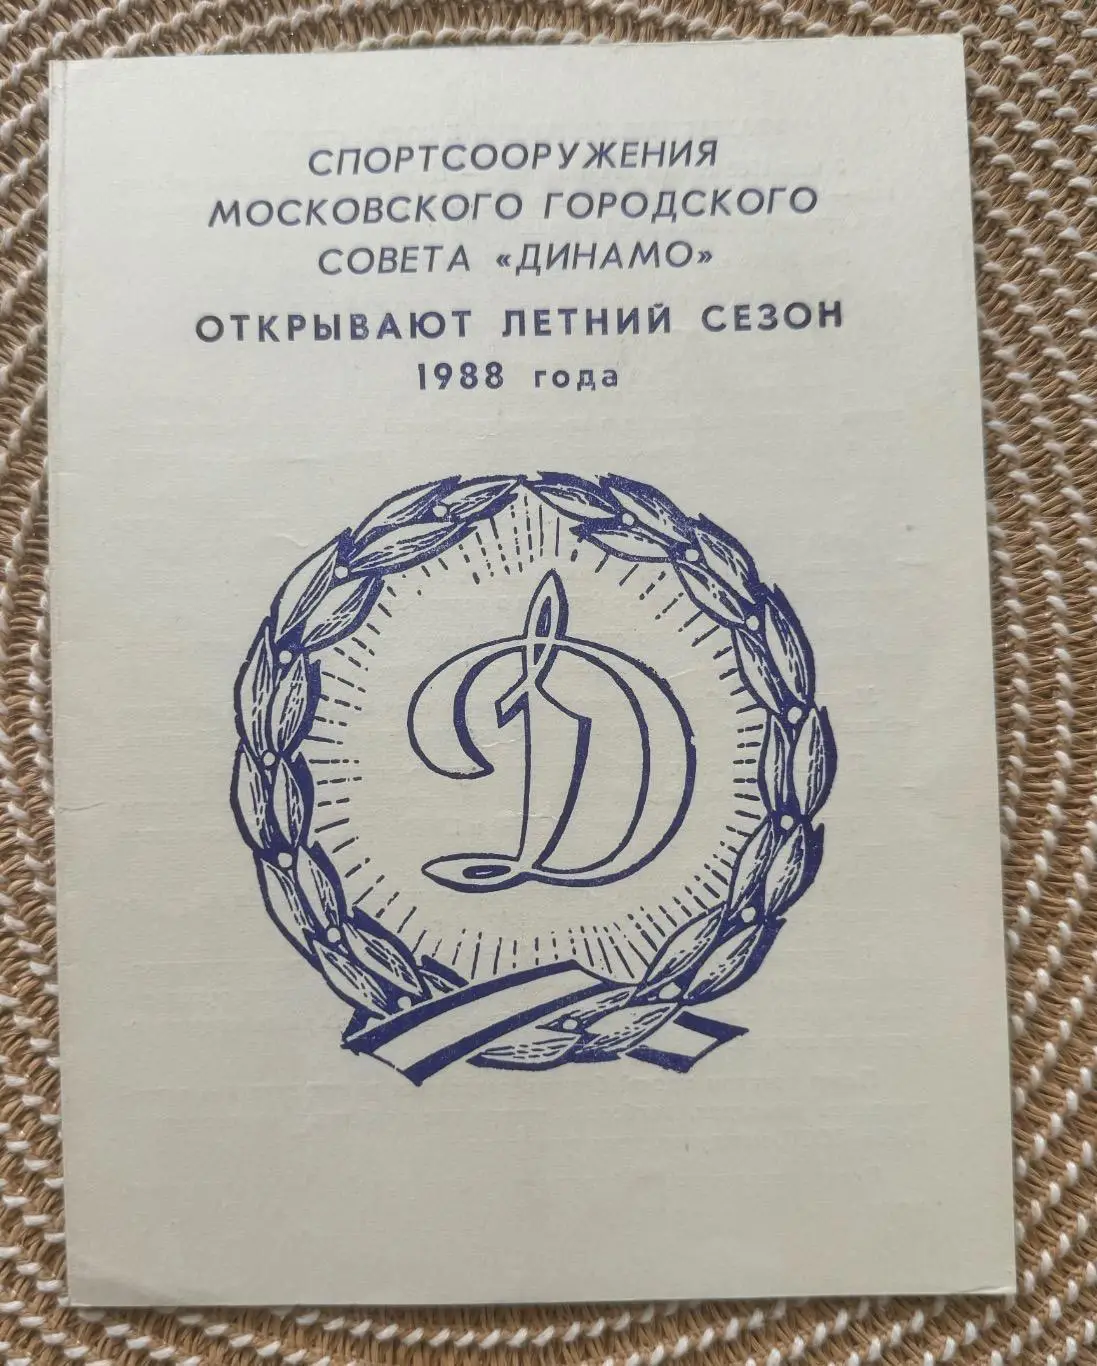 СПОРТСООРУЖЕНИЯ
МОСКОВСКОГО ГОРОДСКОГО
СОВЕТА «ДИНАМО»
ОТКРЫВАЮТ ЛЕТНИЙ СЕЗОН
1988 года
Д